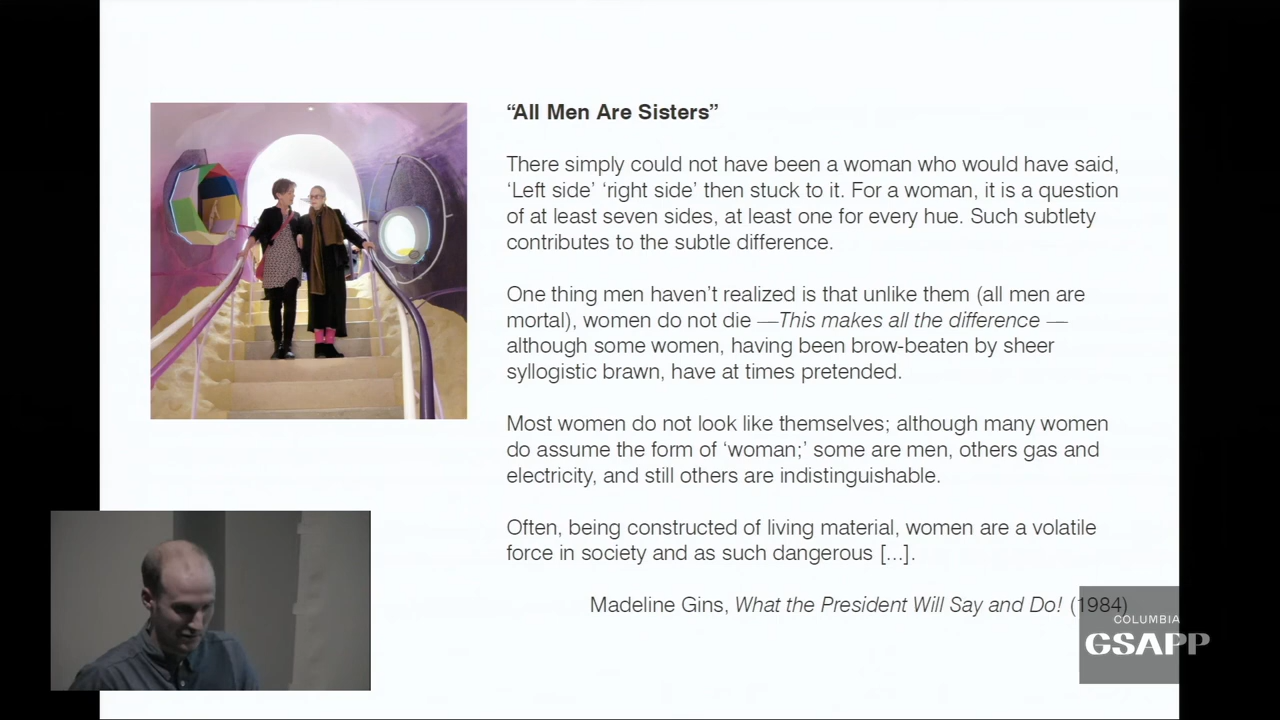 “All Men Are Sisters”
There simply could not have been a woman who would have said,
‘Left side’ ‘right side’ then stuck to it. For a woman, it is a question
of at least seven sides, at least one for every hue. Such subtlety
contributes to the subtle difference.
One thing men haven’t realized is that unlike them (all men are
mortal), women do not die —This makes all the difference —
although some women, having been brow-beaten by sheer
syllogistic brawn, have at times pretended.
Most women do not look like themselves; although many women
do assume the form of ‘woman;’ some are men, others gas and
electricity, and still others are indistinguishable.
Often, being constructed of living material, women are a volatile
force in society and as such dangerous [...].
Madeline Gins, What the President Will Say and Do! (1984)
COLUMBIA
GSAPP